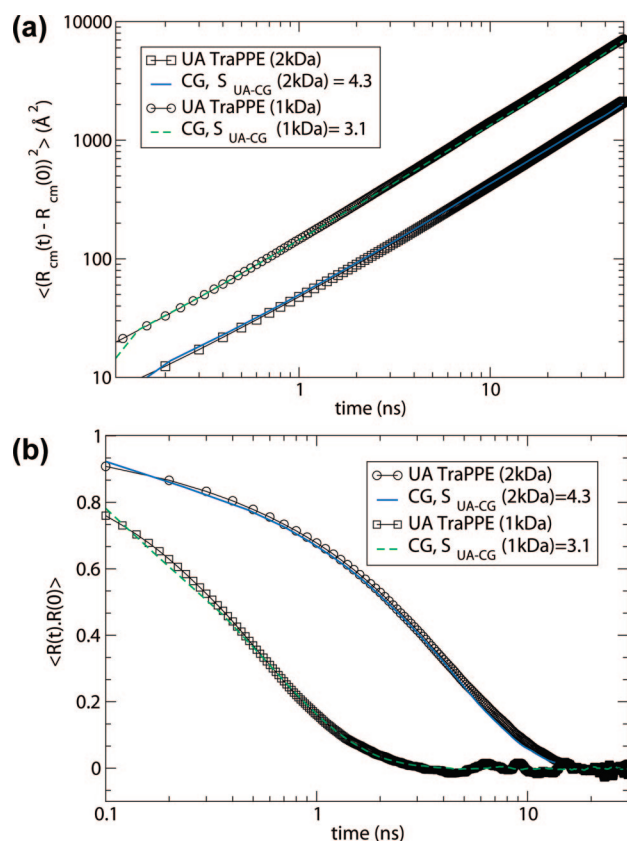 (a)
10000
1000
100
10
<(R_cm(t) - R_cm(0))²> (Å²)
UA TraPPE (2kDa)
CG, S_UA-CG (2kDa) = 4.3
UA TraPPE (1kDa)
CG, S_UA-CG (1kDa)= 3.1
1
10
time (ns)
(b)
1
0.8
0.6
0.4
0.2
0
<R(t).R(0)>
UA TraPPE (2kDa)
CG, S_UA-CG (2kDa)=4.3
UA TraPPE (1kDa)
CG, S_UA-CG (1kDa)=3.1
0.1
1
10
time (ns)